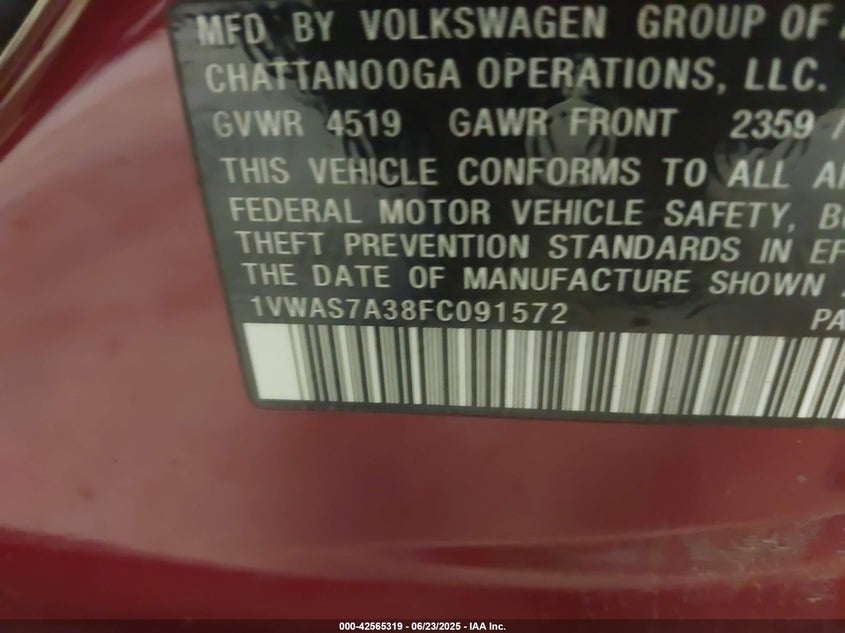 MFD BY VOLKSWAGEN GROUP OF
CHATTANOOGA OPERATIONS, LLC.
GVWR 4519 GAWR FRONT 2359 /
THIS VEHICLE CONFORMS TO ALL
FEDERAL MOTOR VEHICLE SAFETY,
THEFT PREVENTION STANDARDS IN
THE DATE OF MANUFACTURE SHOWN
1VWAS7A38FC091572
000-42565319 - 06/23/2025 - IAA Inc.